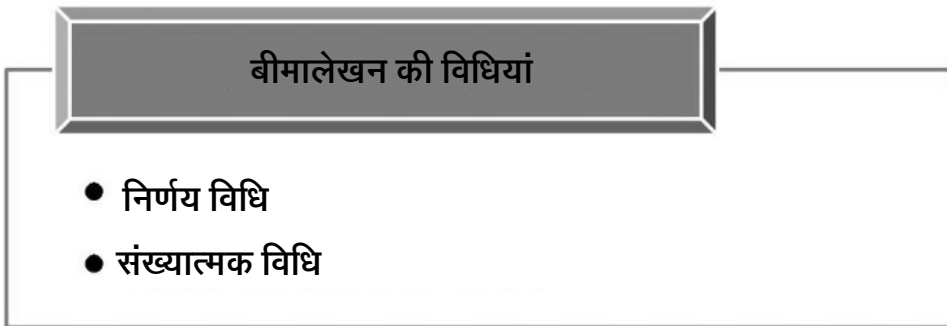 बीमालेखन की विधियां
• निर्णय विधि
• संख्यात्मक विधि